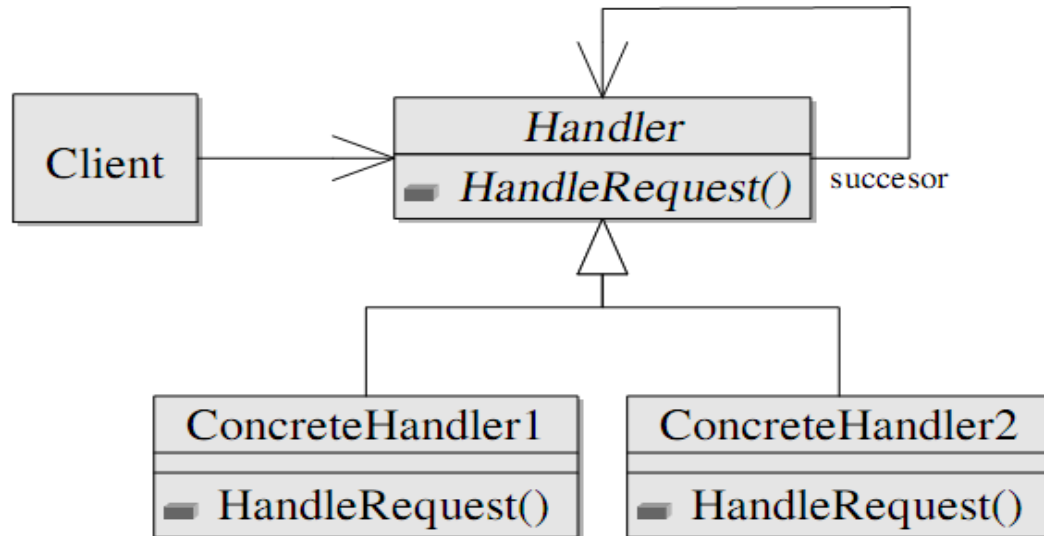 Handler
Client
HandleRequest()
succesor
ConcreteHandler1
ConcreteHandler2
HandleRequest()
HandleRequest()